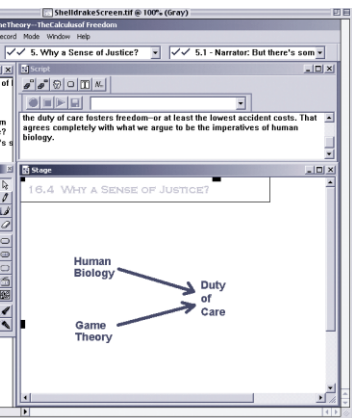 SheldrakeScreen.tif @ 100% (Gray)
neTheory--TheCalculusof Freedom
ecord Mode Window Help
5. Why a Sense of Justice?
5.1 - Narrator: But there's som
of I
Script
N..
m
?
's s
the duty of care fosters freedom–or at least the lowest accident costs. That
agrees completely with what we argue to be the imperatives of human
biology.
Stage
16.4 Why a Sense of Justice?
Human
Biology
Duty
of
Care
Game
Theory